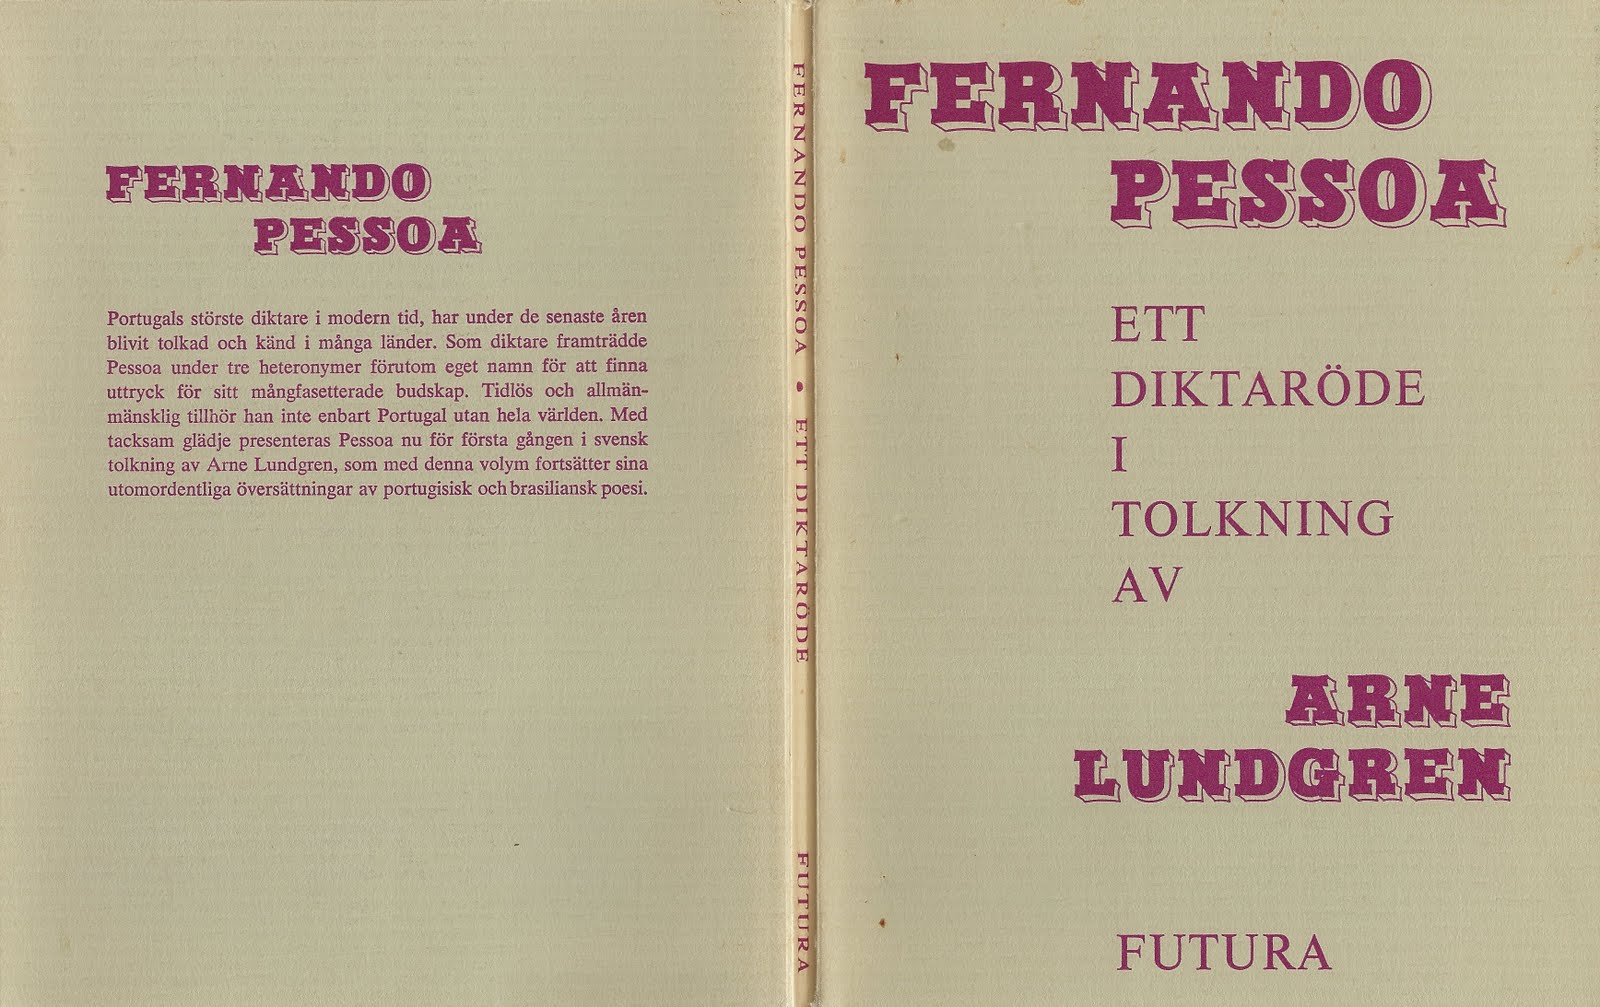 FERNANDO
PESSOA
Portugals störste diktare i modern tid, har under de senaste åren
blivit tolkad och känd i många länder. Som diktare framträdde
Pessoa under tre heteronymer förutom eget namn för att finna
uttryck för sitt mångfasetterade budskap. Tidlös och allmän-
mänsklig tillhör han inte enbart Portugal utan hela världen. Med
tacksam glädje presenteras Pessoa nu för första gången i svensk
tolkning av Arne Lundgren, som med denna volym fortsätter sina
utomordentliga översättningar av portugisisk och brasiliansk poesi.
FERNANDO PESSOA • ETT DIKTARÖDE
FUTURA
FERNANDO
PESSOA
ETT
DIKTARÖDE
I
TOLKNING
AV
ARNE
LUNDGREN
FUTURA